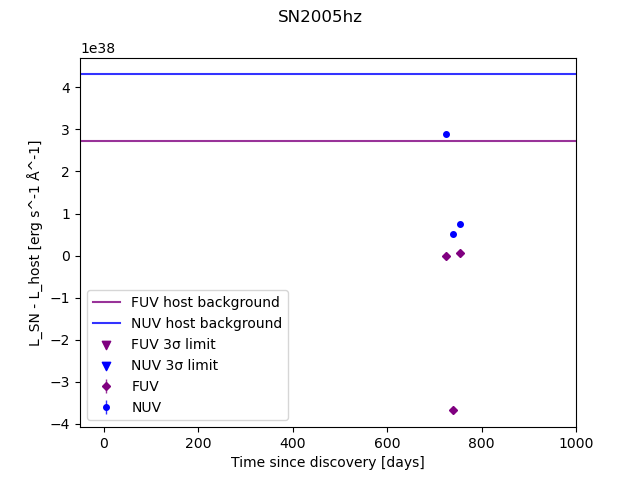 SN2005hz
1e38
L_SN - L_host [erg s^-1 Å^-1]
4
3
2
1
0
−1
−2
−3
−4
FUV host background
NUV host background
FUV 3σ limit
NUV 3σ limit
FUV
NUV
0 200 400 600 800 1000
Time since discovery [days]